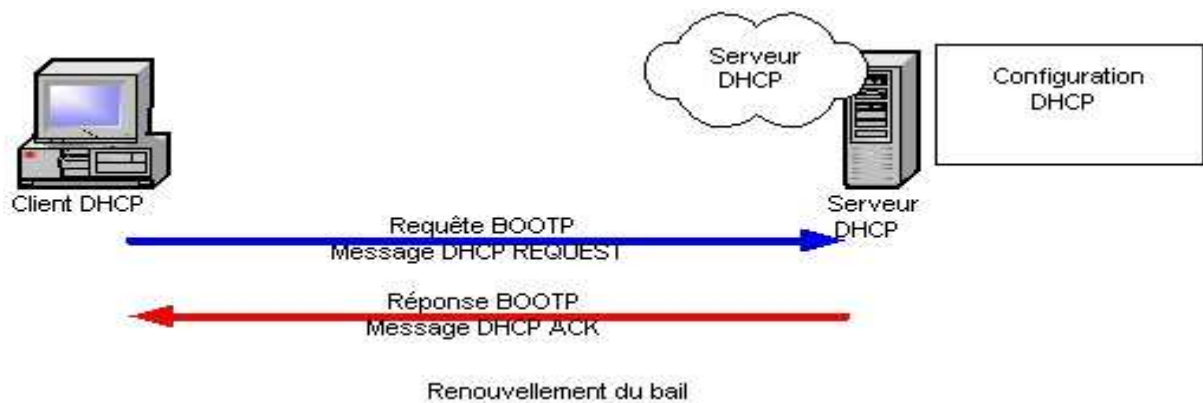 Serveur
DHCP
Configuration
DHCP
Client DHCP
Serveur
DHCP
Requête BOOTP
Message DHCP REQUEST
Réponse BOOTP
Message DHCP ACK
Renouvellement du bail